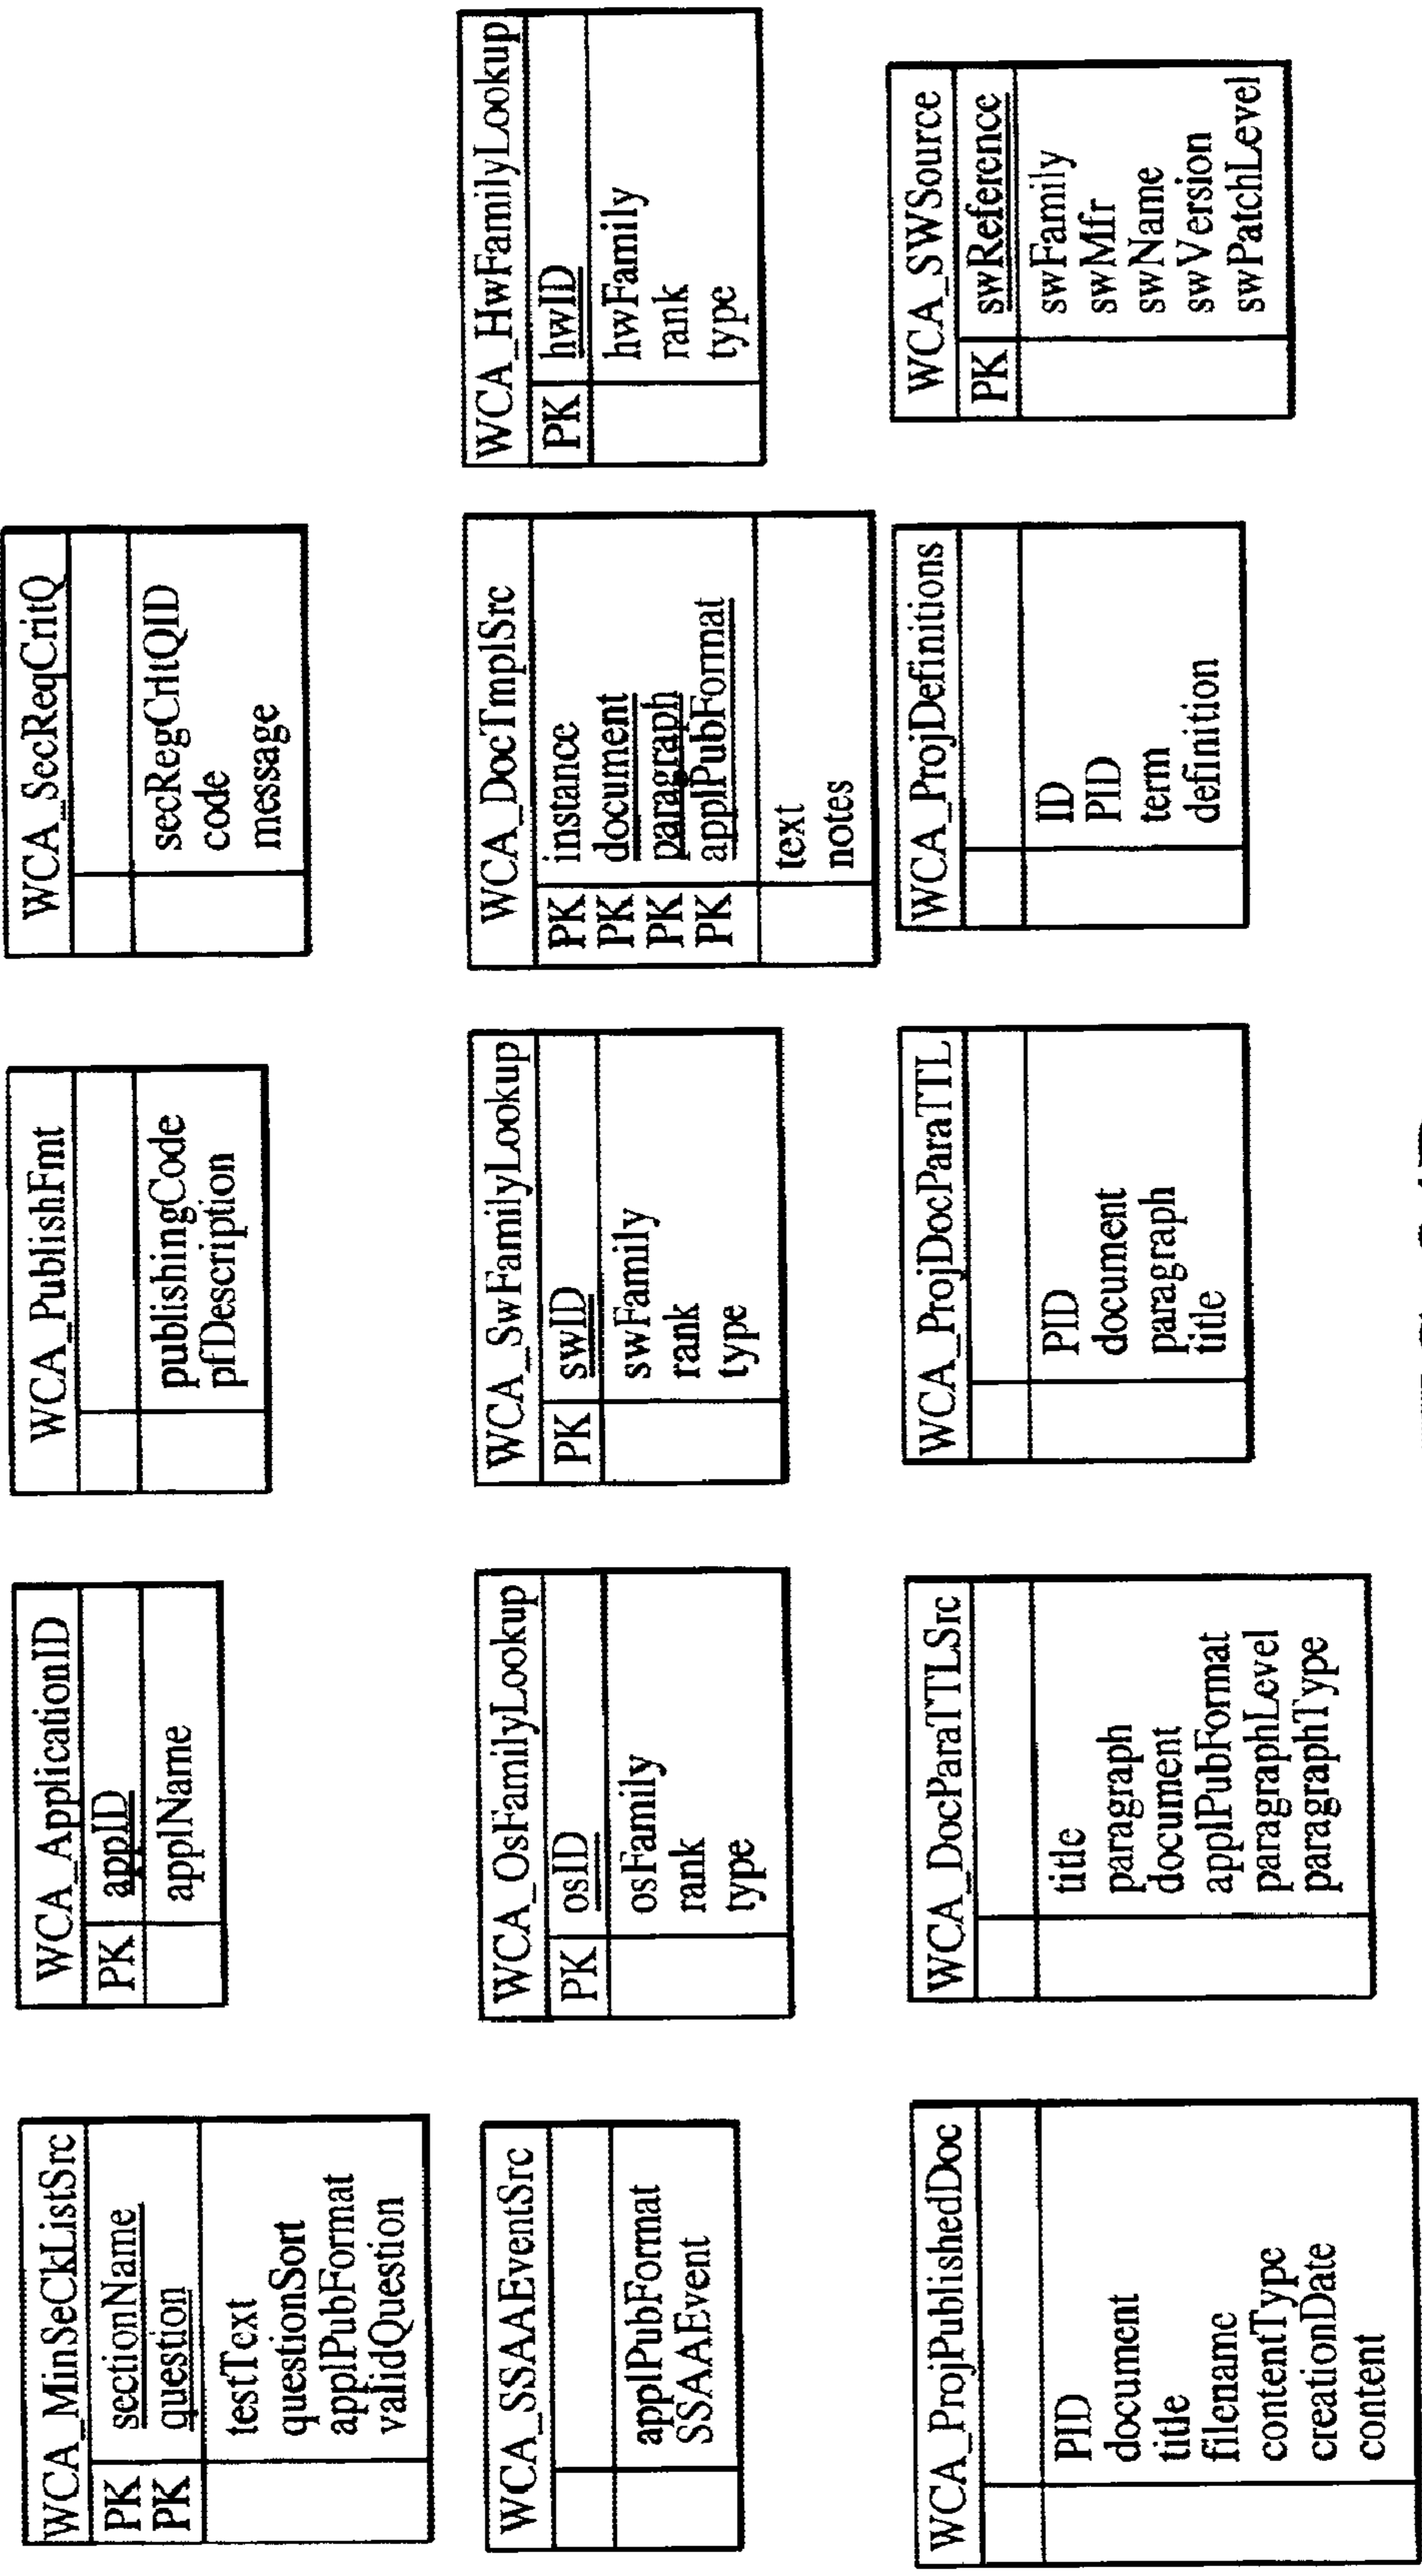 WCA_MinSeCkListSrc
PK sectionName
PK question
testText
questionSort
applPubFormat
validQuestion
WCA_ApplicationID
PK appID
applName
WCA_PublishFmt
publishingCode
pfDescription
WCA_SecReqCritQ
secRegCritQID
code
message
WCA_SSAAEventSrc
applPubFormat
SSAAEvent
WCA_OsFamilyLookup
PK osID
osFamily
rank
type
WCA_SwFamilyLookup
PK swID
swFamily
rank
type
WCA_DocTmplSrc
PK instance
PK document
PK paragraph
PK applPubFormat
text
notes
WCA_HwFamilyLookup
PK hwID
hwFamily
rank
type
WCA_ProjPublishedDoc
PID
document
title
filename
contentType
creationDate
content
WCA_DocParaTTLSrc
title
paragraph
document
applPubFormat
paragraphLevel
paragraphType
WCA_ProjDocParaTTL
PID
document
paragraph
title
WCA_ProjDefinitions
ID
PID
term
definition
WCA_SWSource
PK swReference
swFamily
swMfr
swName
swVersion
swPatchLevel